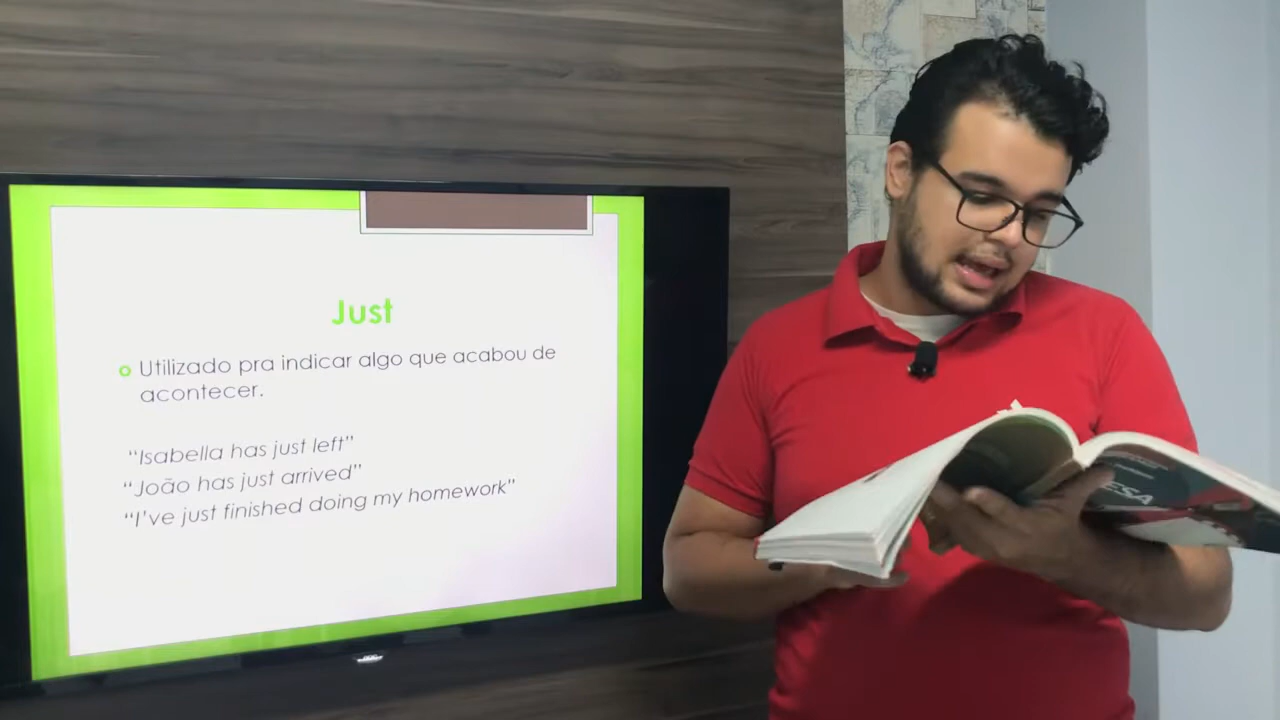 Just
Utilizado pra indicar algo que acabou de
acontecer.
“Isabella has just left”
“João has just arrived”
“I’ve just finished doing my homework”
ESA